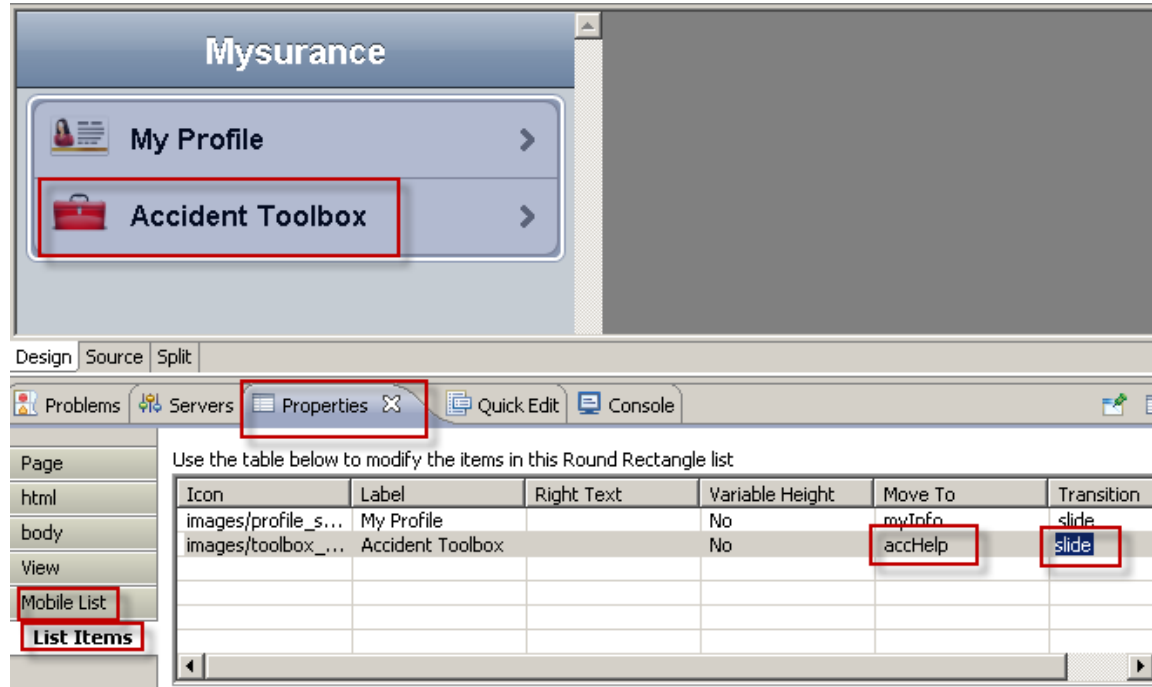 Mysurance
My Profile
Accident Toolbox
Design Source Split
Problems Servers Properties Quick Edit Console
Page
html
body
View
Mobile List
List Items
Use the table below to modify the items in this Round Rectangle list
Icon Label Right Text Variable Height Move To Transition
images/profile_s... My Profile No myInfo slide
images/toolbox_... Accident Toolbox No accHelp slide